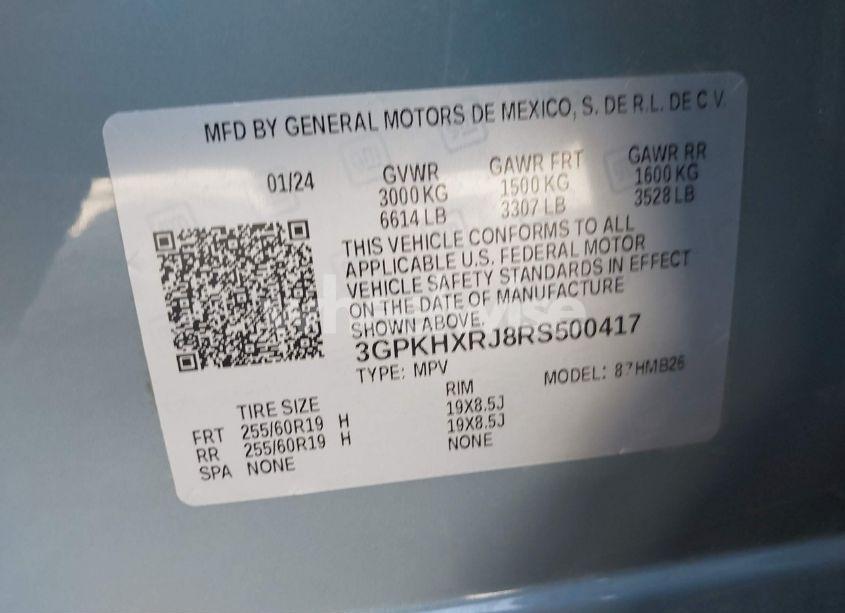 MFD BY GENERAL MOTORS DE MEXICO, S. DE R.L. DE C V.
01/24
GVWR GAWR FRT GAWR RR
3000 KG 1500 KG 1600 KG
6614 LB 3307 LB 3528 LB
THIS VEHICLE CONFORMS TO ALL
APPLICABLE U.S. FEDERAL MOTOR
VEHICLE SAFETY STANDARDS IN EFFECT
ON THE DATE OF MANUFACTURE
SHOWN ABOVE.
3GPKHXRJ8RS500417
TYPE: MPV MODEL: 87HMB26
TIRE SIZE RIM
FRT 255/60R19 H 19X8.5J
RR 255/60R19 H 19X8.5J
SPA NONE NONE